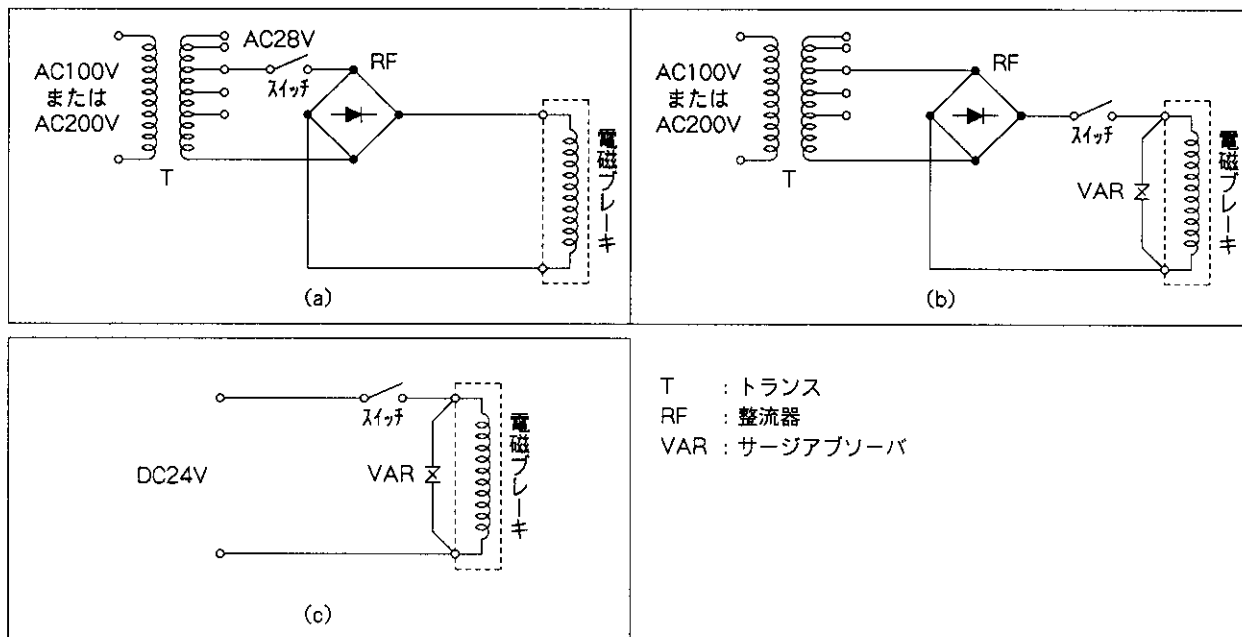 AC28V
RF
AC100V
または
AC200V
スイッチ
T
電磁ブレーキ
(a)
RF
AC100V
または
AC200V
スイッチ
VAR
T
電磁ブレーキ
(b)
スイッチ
DC24V
VAR
電磁ブレーキ
(c)
T : トランス
RF : 整流器
VAR : サージアブソーバ